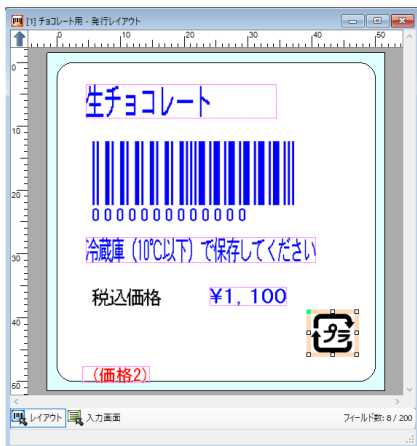 [1] チョコレート用 - 発行レイアウト
0 10 20 30 40 50
0
10
20
30
40
50
60
生チョコレート
0000000000000
冷蔵庫（10℃以下）で保存してください
税込価格 ¥1,100
プラ
（価格2）
レイアウト 入力画面 フィールド数: 8 / 200